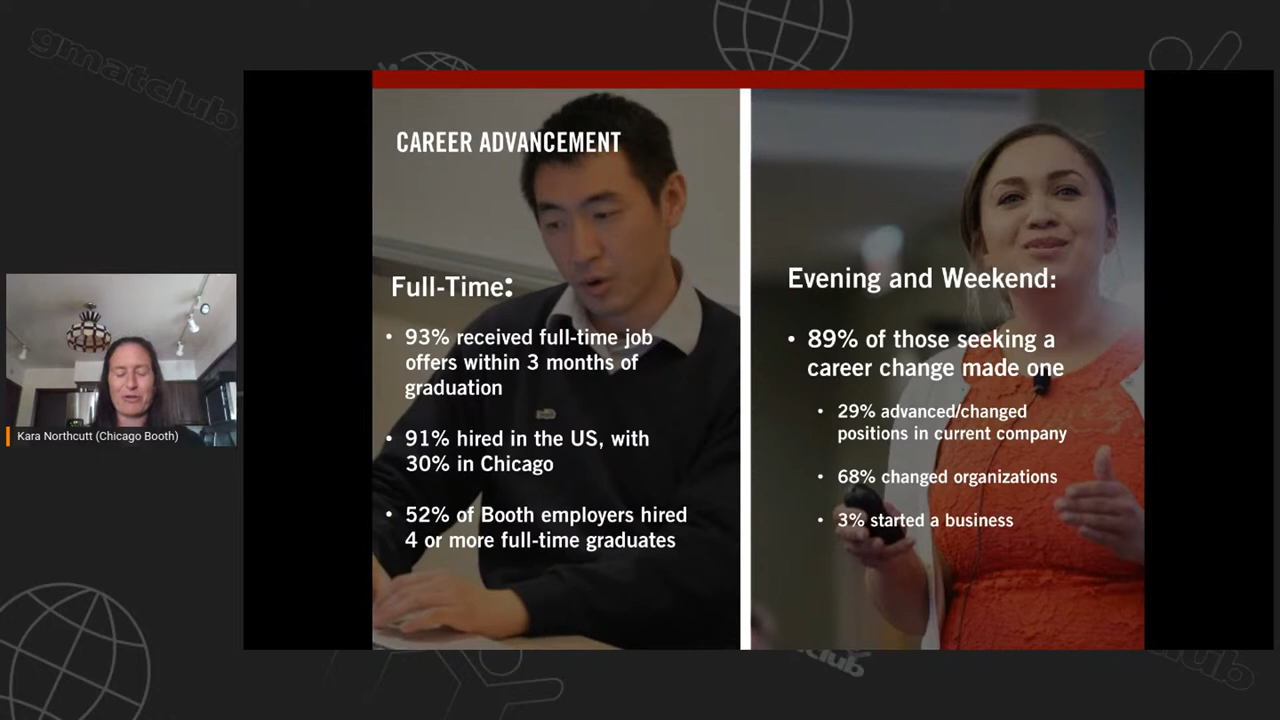 gmatclub
CAREER ADVANCEMENT
Full-Time:
• 93% received full-time job
offers within 3 months of
graduation
• 91% hired in the US, with
30% in Chicago
• 52% of Booth employers hired
4 or more full-time graduates
Evening and Weekend:
• 89% of those seeking a
career change made one
• 29% advanced/changed
positions in current company
• 68% changed organizations
• 3% started a business
Kara Northcutt (Chicago Booth)
club
club